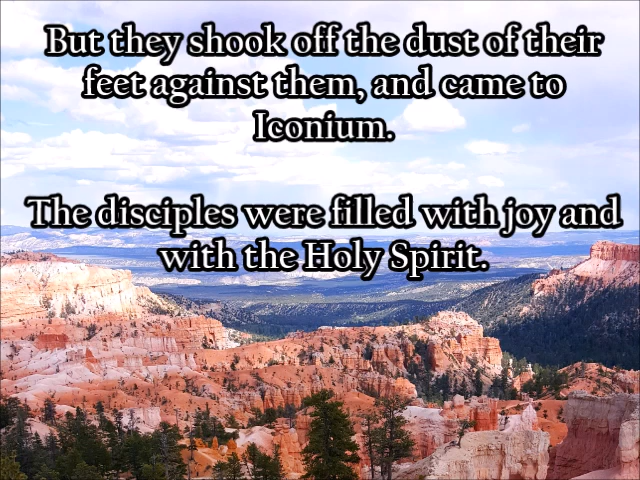 But they shook off the dust of their
feet against them, and came to
Iconium.
The disciples were filled with joy and
with the Holy Spirit.